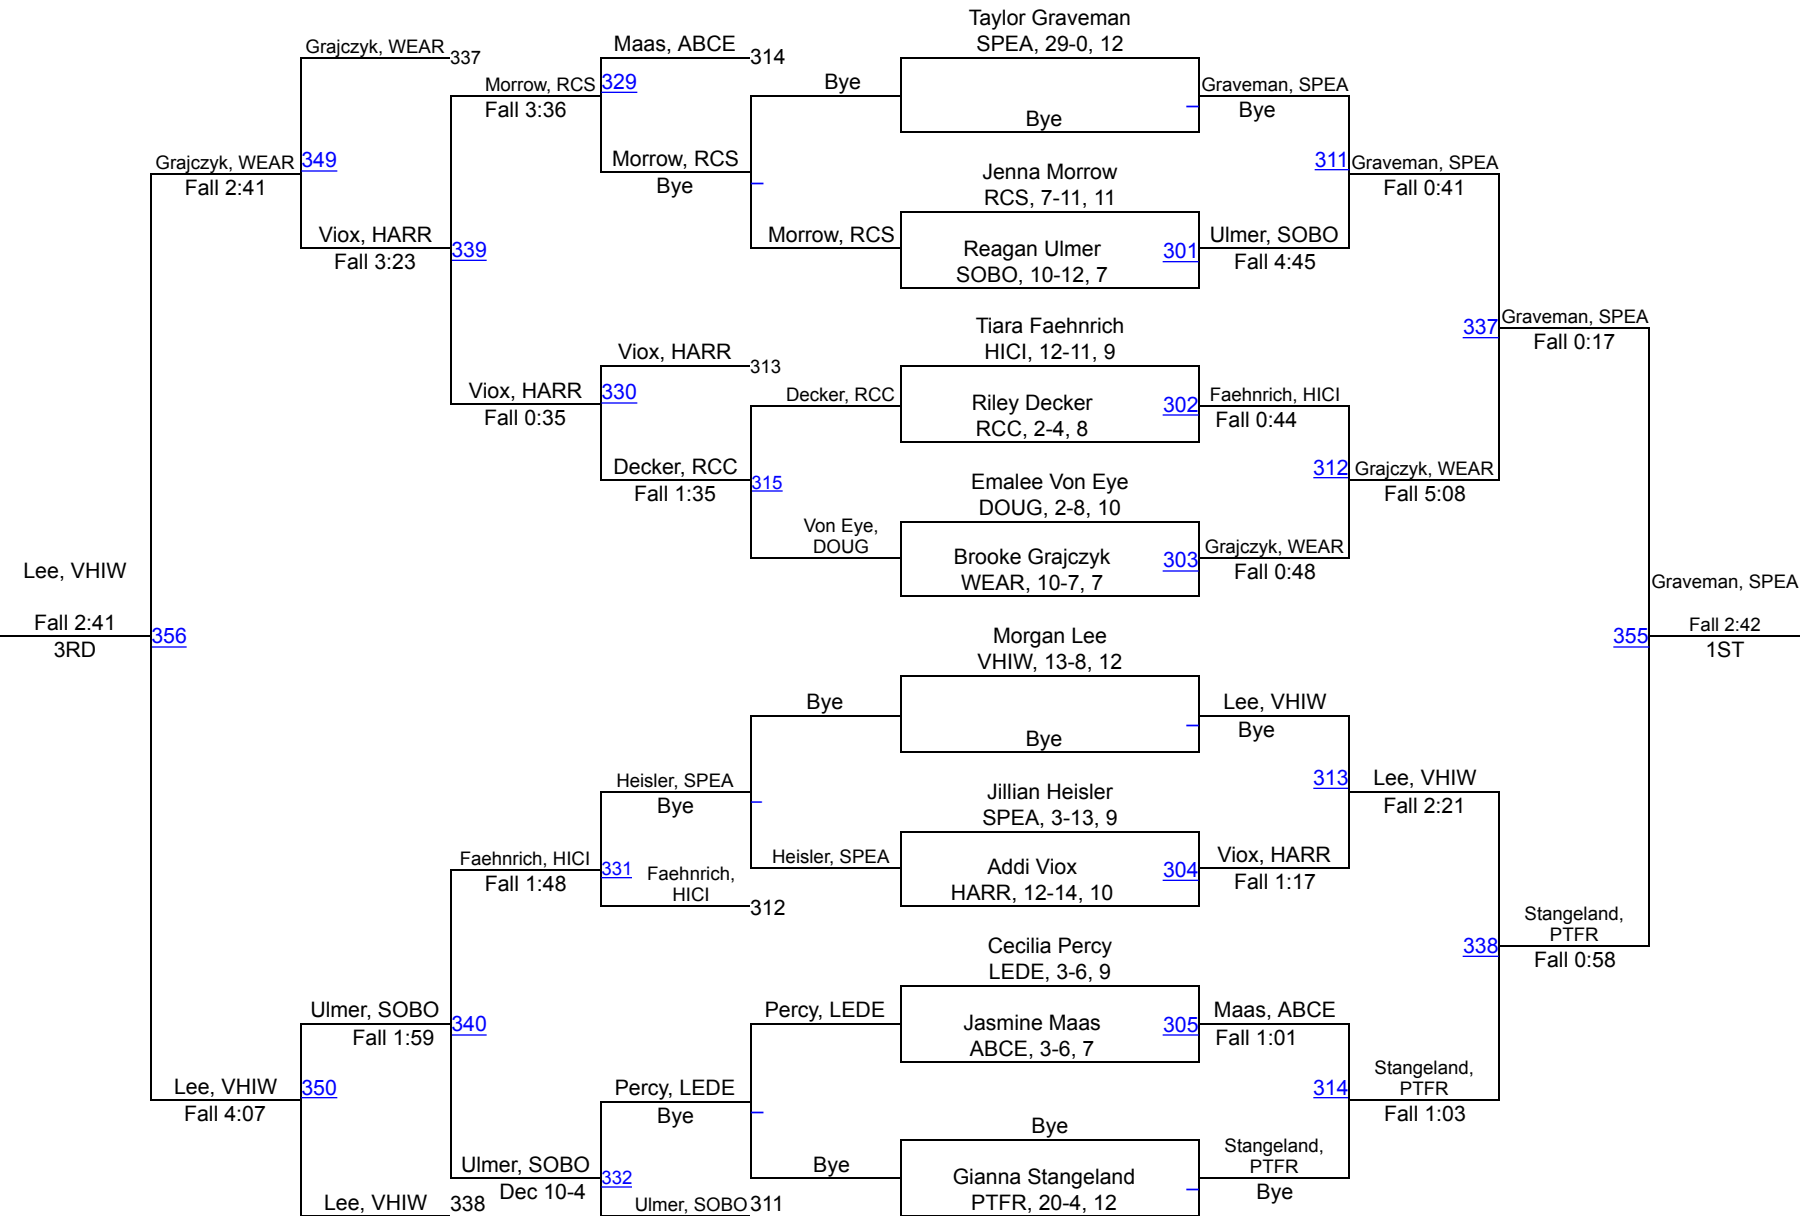 Taylor Graveman
SPEA, 29-0, 12
Grajczyk, WEAR
337
Maas, ABCE
314
Morrow, RCS
329
Fall 3:36
Bye
Graveman, SPEA
Bye
Bye
Morrow, RCS
Bye
Grajczyk, WEAR
349
Fall 2:41
Jenna Morrow
RCS, 7-11, 11
311
Graveman, SPEA
Fall 0:41
Viox, HARR
Fall 3:23
339
Morrow, RCS
Reagan Ulmer
SOBO, 10-12, 7
301
Ulmer, SOBO
Fall 4:45
Tiara Faehnrich
HICI, 12-11, 9
337
Graveman, SPEA
Fall 0:17
Viox, HARR
313
Viox, HARR
330
Fall 0:35
Decker, RCC
Riley Decker
RCC, 2-4, 8
302
Faehnrich, HICI
Fall 0:44
Decker, RCC
Fall 1:35
315
Emalee Von Eye
DOUG, 2-8, 10
312
Grajczyk, WEAR
Fall 5:08
Von Eye,
DOUG
Brooke Grajczyk
WEAR, 10-7, 7
303
Grajczyk, WEAR
Fall 0:48
Lee, VHIW
Fall 2:41
3RD
356
Graveman, SPEA
355
Fall 2:42
1ST
Morgan Lee
VHIW, 13-8, 12
Bye
Bye
Lee, VHIW
Bye
Heisler, SPEA
Bye
Jillian Heisler
SPEA, 3-13, 9
313
Lee, VHIW
Fall 2:21
Faehnrich, HICI
Fall 1:48
331
Faehnrich,
HICI
312
Heisler, SPEA
Addi Viox
HARR, 12-14, 10
304
Viox, HARR
Fall 1:17
Cecilia Percy
LEDE, 3-6, 9
338
Stangeland,
PTFR
Fall 0:58
Ulmer, SOBO
Fall 1:59
340
Percy, LEDE
Jasmine Maas
ABCE, 3-6, 7
305
Maas, ABCE
Fall 1:01
Lee, VHIW
Fall 4:07
350
Percy, LEDE
Bye
314
Stangeland,
PTFR
Fall 1:03
Bye
Ulmer, SOBO
Dec 10-4
332
Bye
Gianna Stangeland
PTFR, 20-4, 12
Stangeland,
PTFR
Bye
Lee, VHIW
338
Ulmer, SOBO
311